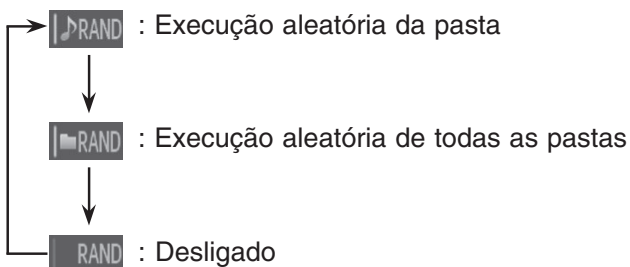 RAND : Execução aleatória da pasta
RAND : Execução aleatória de todas as pastas
RAND : Desligado